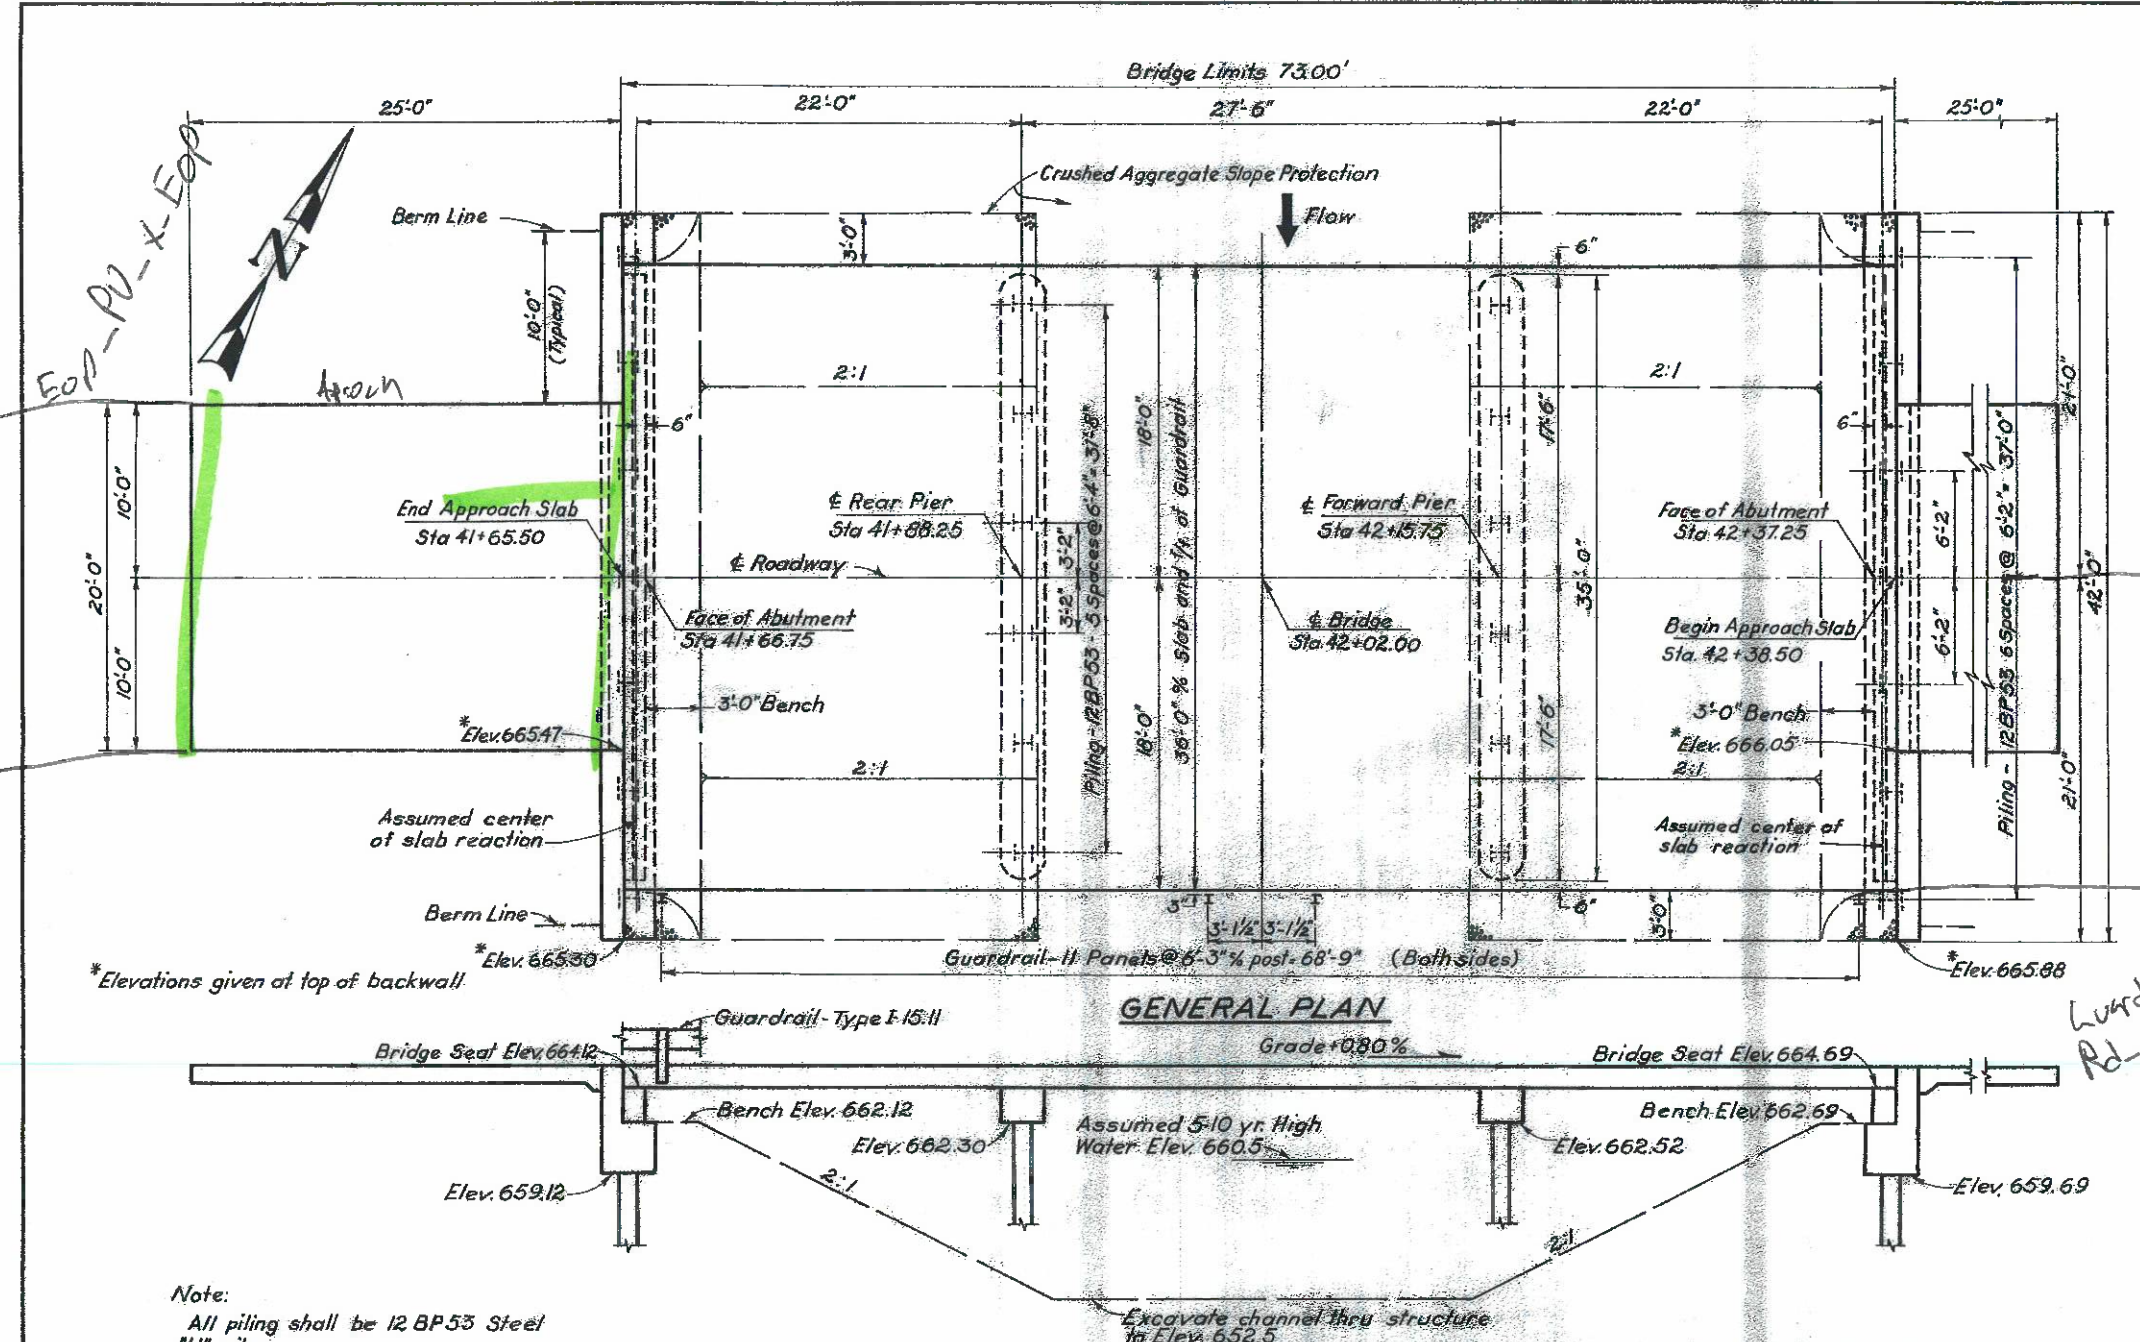 Bridge Limits 73.00'
25'-0"
22'-0"
27'-6"
22'-0"
25'-0"
Crushed Aggregate Slope Protection
Flow
Berm Line
3'-0"
6"
10'-0"
(Typical)
N
EOP_PV_X_EOP
2:1
2:1
6"
6"
21'-0"
10'-0"
20'-0"
10'-0"
End Approach Slab
Sta 41+65.50
℄ Rear Pier
Sta 41+88.25
℄ Forward Pier
Sta 42+15.75
Face of Abutment
Sta 42+37.25
℄ Roadway
Face of Abutment
Sta 41+66.75
℄ Bridge
Sta 42+02.00
Begin Approach Slab
Sta. 42+38.50
3'-2"
3'-2"
Piling-12BP53-5 Spaces @ 6'-4"= 31'-8"
18'-0"
18'-0"
36'-0" % Slab and f/f of Guardrail
17'-6"
17'-6"
35'-0"
6'-2"
6'-2"
Piling - 12BP53 6 Spaces @ 6'-2" = 37'-0"
42'-0"
21'-0"
3'-0" Bench
3'-0" Bench
*Elev. 665.47
*Elev. 666.05
2:1
2:1
Assumed center
of slab reaction
Assumed center of
slab reaction
Berm Line
3"
3'-1½" 3'-1½"
6"
3'-0"
*Elev. 665.30
Guardrail-11 Panels @ 6'-3" % post= 68'-9" (Both sides)
*Elev. 665.88
*Elevations given at top of backwall
GENERAL PLAN
Guardrail-Type I-15.11
Bridge Seat Elev. 664.12
Grade +0.80%
Bridge Seat Elev. 664.69
Bench Elev. 662.12
Assumed 5-10 yr. High
Water Elev. 660.5
Bench Elev. 662.69
Elev. 662.30
Elev. 662.52
2:1
Elev. 659.12
Elev. 659.69
2:1
Note:
All piling shall be 12 BP53 Steel
Excavate channel thru structure
to Elev. 652.5